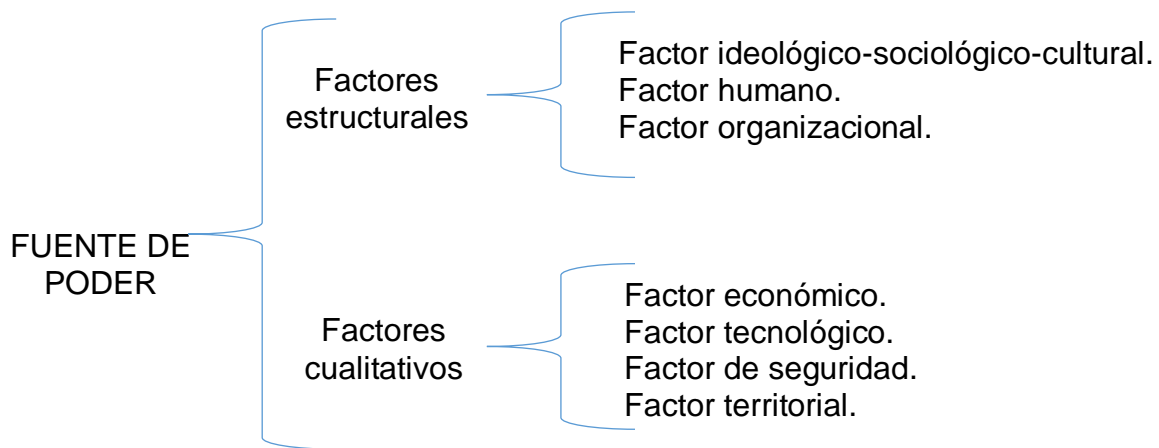 FUENTE DE
PODER
Factores
estructurales
Factor ideológico-sociológico-cultural.
Factor humano.
Factor organizacional.
Factores
cualitativos
Factor económico.
Factor tecnológico.
Factor de seguridad.
Factor territorial.